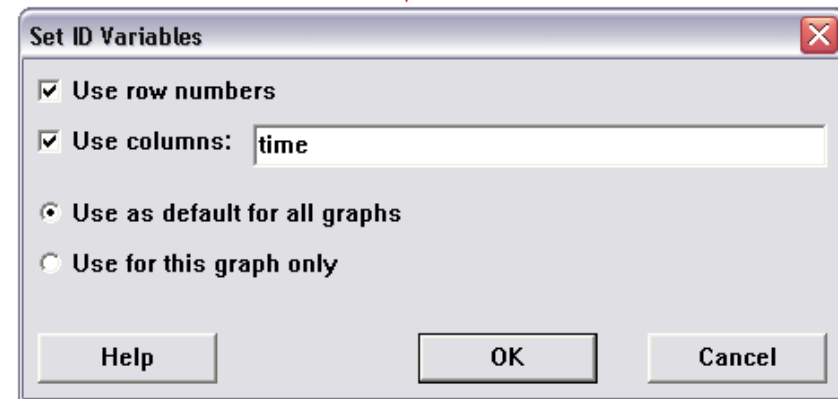 Set ID Variables
Use row numbers
Use columns: time
Use as default for all graphs
Use for this graph only
Help OK Cancel